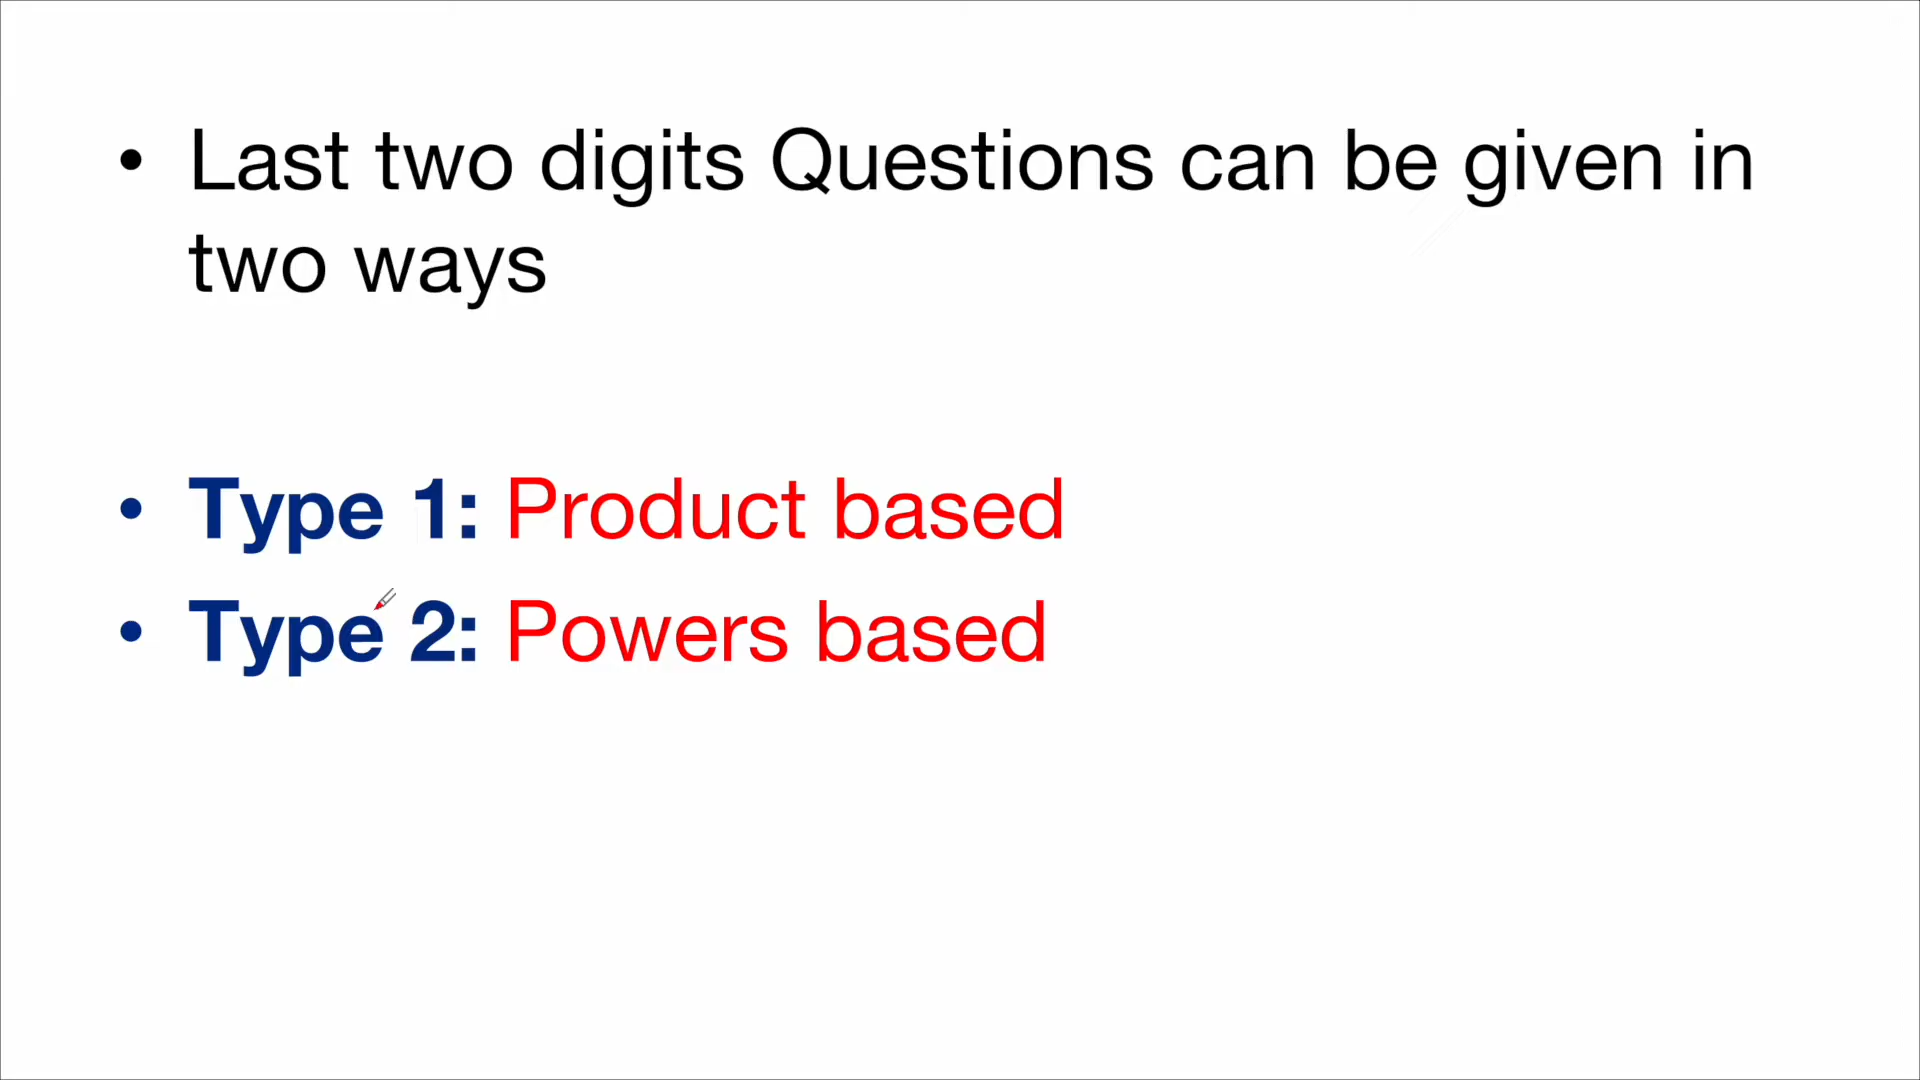 • Last two digits Questions can be given in
two ways
• Type 1: Product based
• Type 2: Powers based